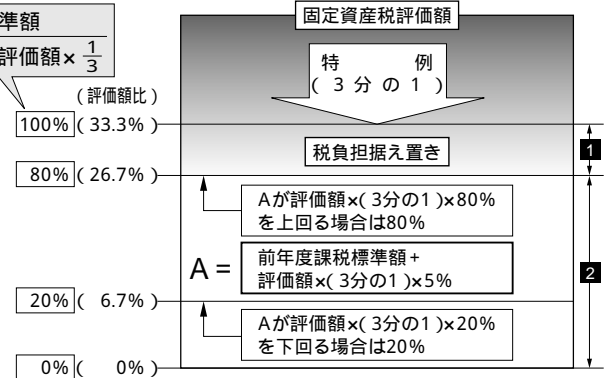 準額
評価額×1/3
固定資産税評価額
特 例
(3分の1)
(評価額比)
100%(33.3%)
税負担据え置き
1
80%(26.7%)
Aが評価額×(3分の1)×80%
を上回る場合は80%
A=
前年度課税標準額+
評価額×(3分の1)×5%
2
20%( 6.7%)
Aが評価額×(3分の1)×20%
を下回る場合は20%
0%( 0%)